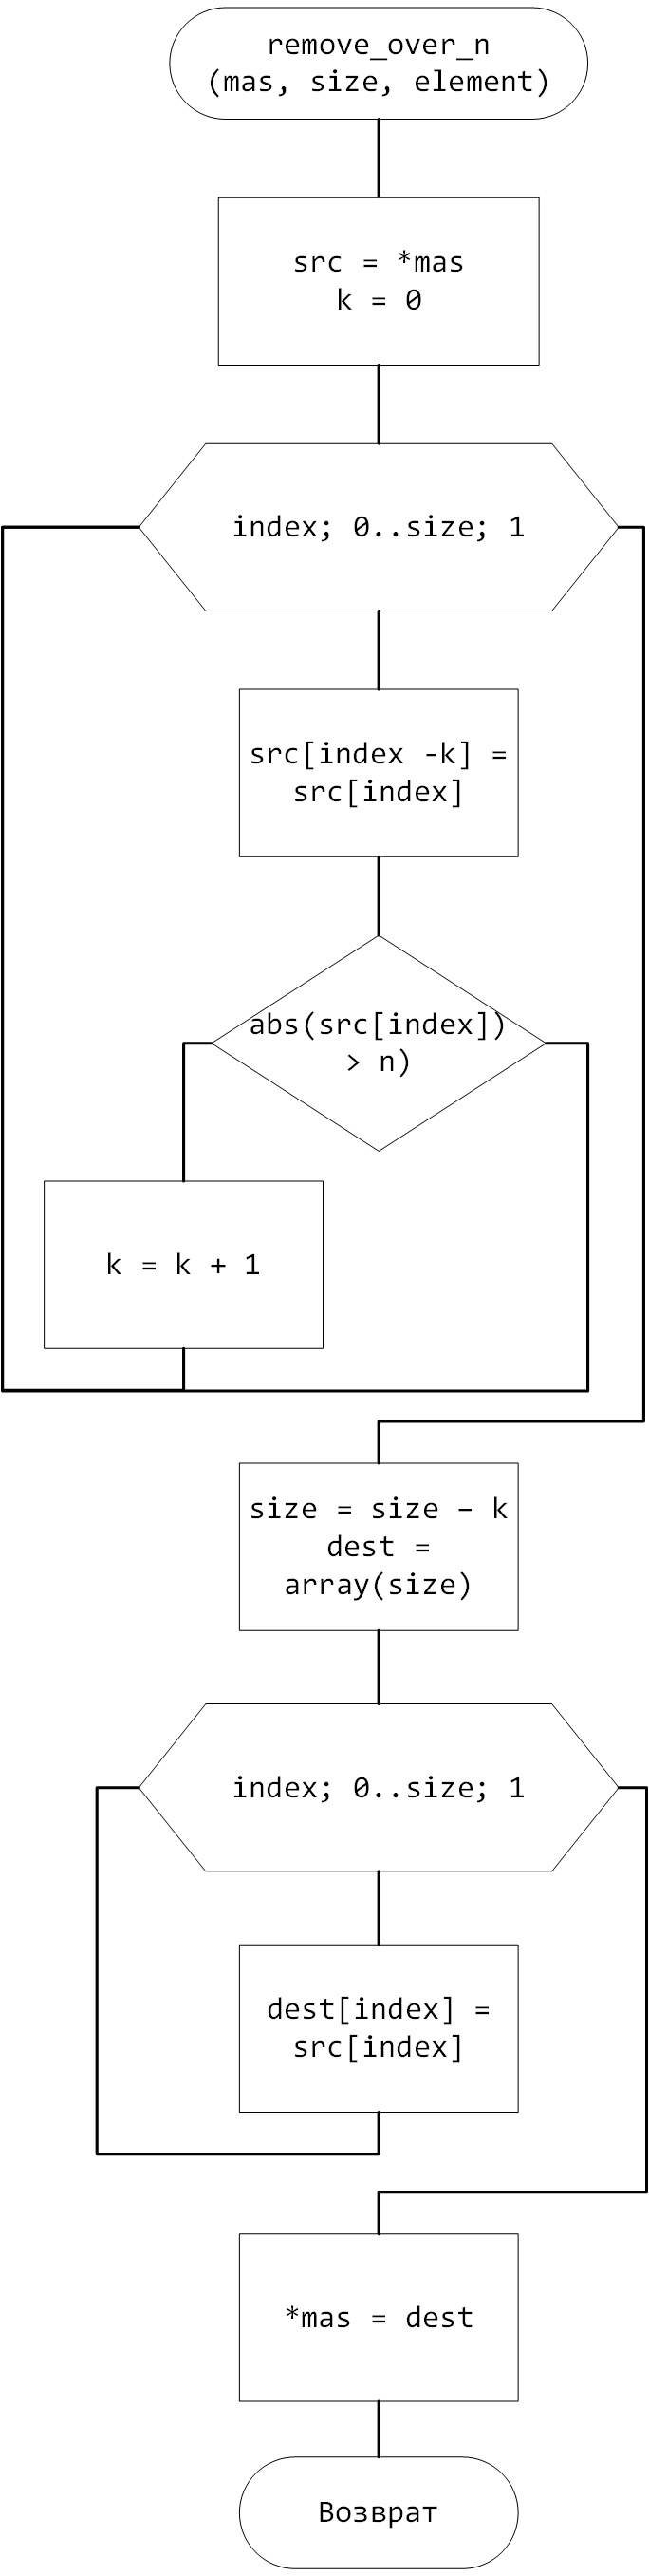 remove_over_n
(mas, size, element)
src = *mas
k = 0
index; 0..size; 1
src[index -k] =
src[index]
abs(src[index])
> n)
k = k + 1
size = size – k
dest =
array(size)
index; 0..size; 1
dest[index] =
src[index]
*mas = dest
Возврат